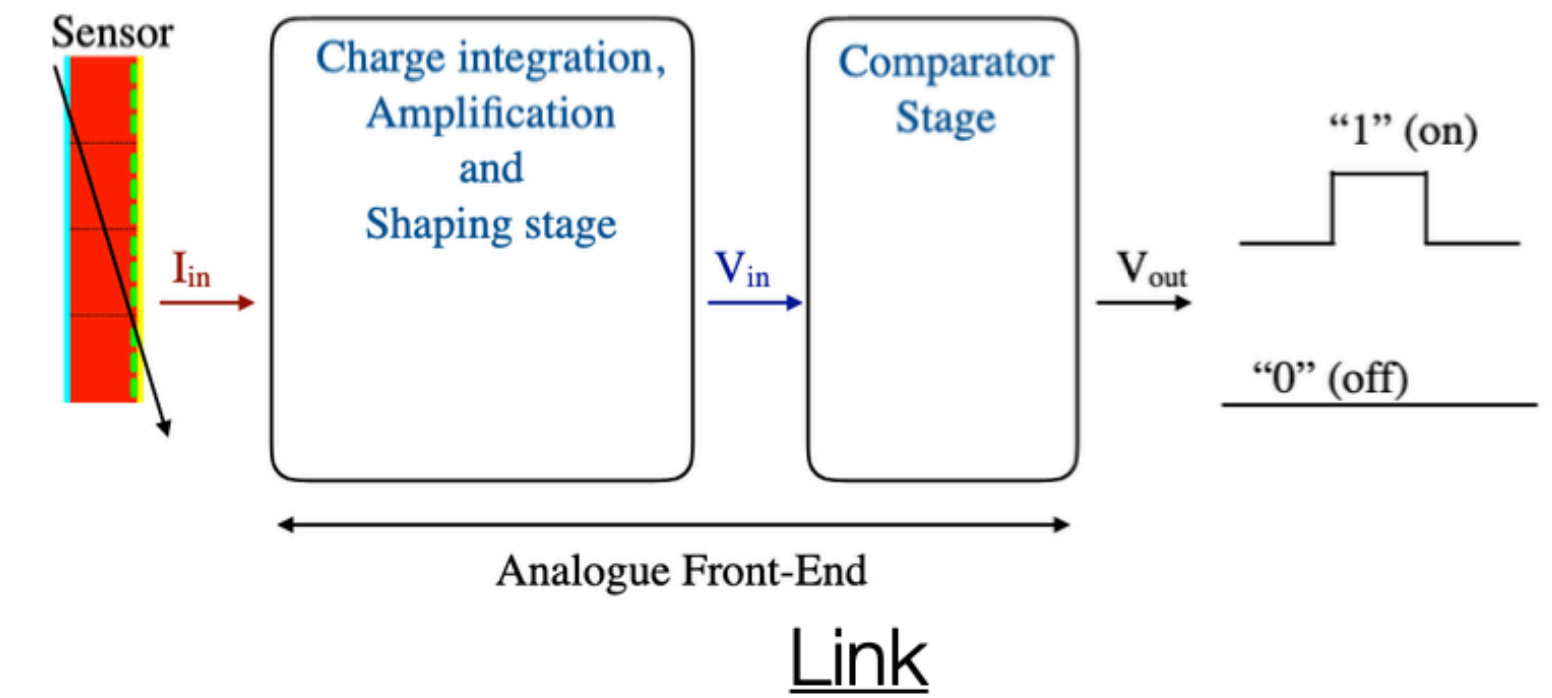 Sensor
Charge integration,
Amplification
and
Shaping stage
Comparator
Stage
“1” (on)
Iin
Vin
Vout
“0” (off)
Analogue Front-End
Link